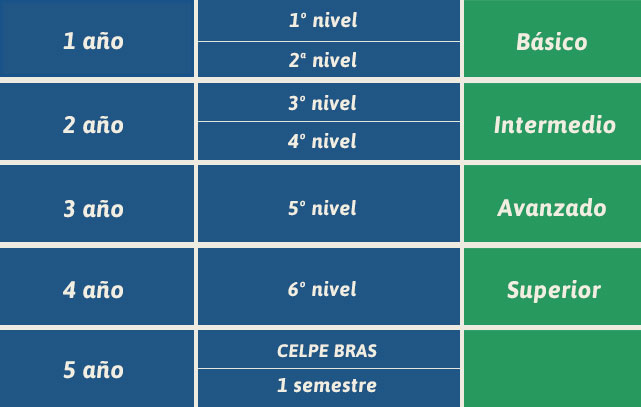 1 año
1º nivel
2ª nivel
Básico
2 año
3º nivel
4º nivel
Intermedio
3 año
5º nivel
Avanzado
4 año
6º nivel
Superior
5 año
CELPE BRAS
1 semestre